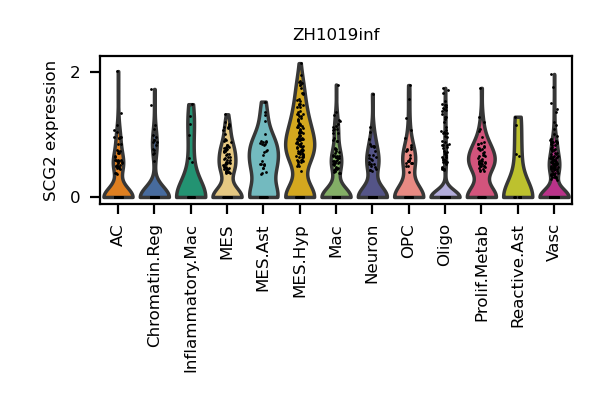 ZH1019inf
SCG2 expression
2
0
AC
Chromatin.Reg
Inflammatory.Mac
MES
MES.Ast
MES.Hyp
Mac
Neuron
OPC
Oligo
Prolif.Metab
Reactive.Ast
Vasc